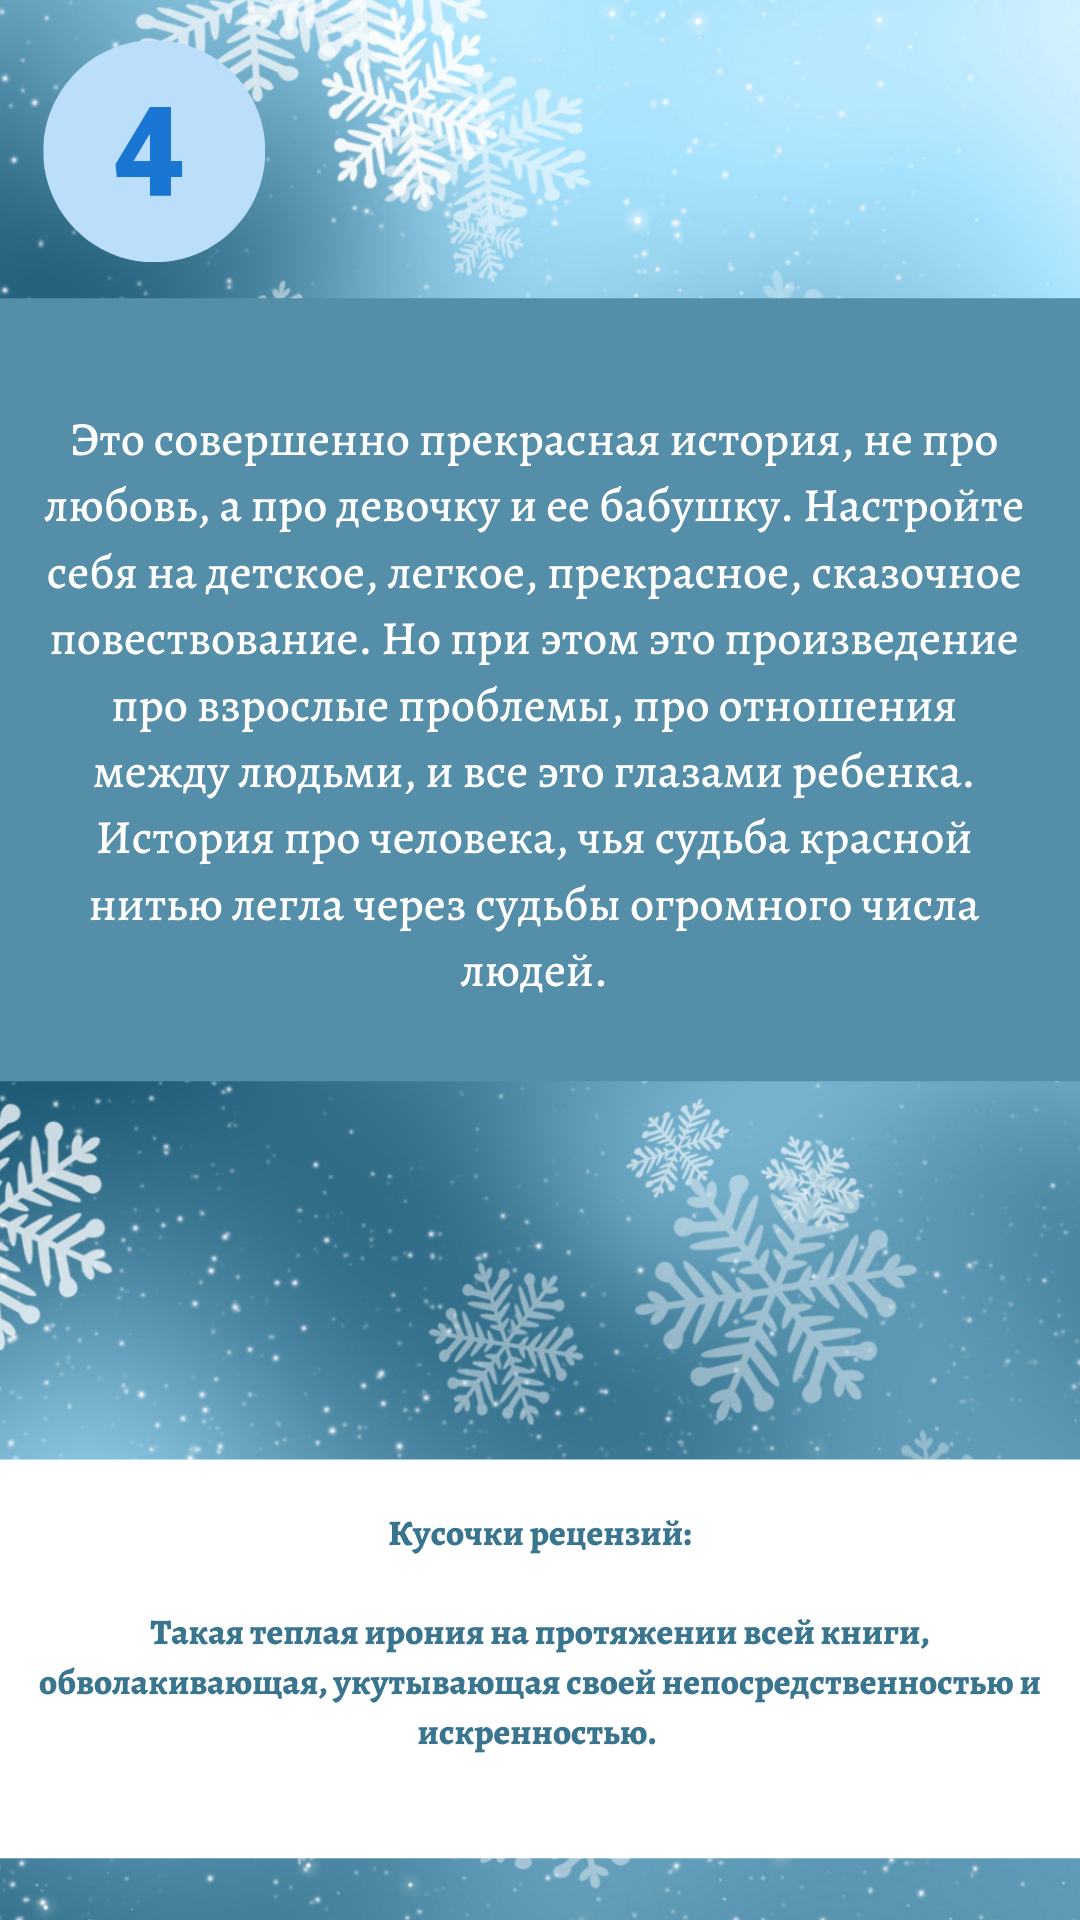 4
Это совершенно прекрасная история, не про
любовь, а про девочку и ее бабушку. Настройте
себя на детское, легкое, прекрасное, сказочное
повествование. Но при этом это произведение
про взрослые проблемы, про отношения
между людьми, и все это глазами ребенка.
История про человека, чья судьба красной
нитью легла через судьбы огромного числа
людей.
Кусочки рецензий:
Такая теплая ирония на протяжении всей книги,
обволакивающая, укутывающая своей непосредственностью и
искренностью.